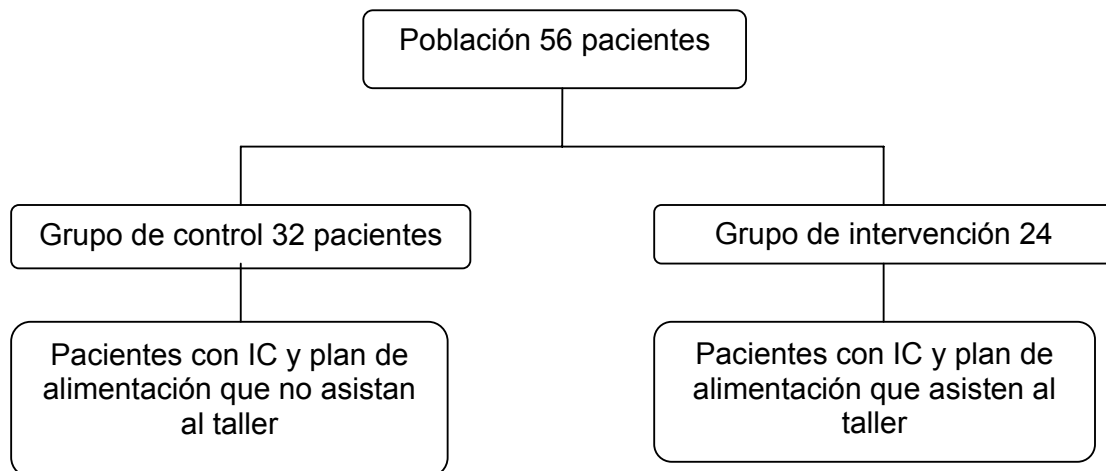 Población 56 pacientes
Grupo de control 32 pacientes
Grupo de intervención 24
Pacientes con IC y plan de
alimentación que no asistan
al taller
Pacientes con IC y plan de
alimentación que asisten al
taller